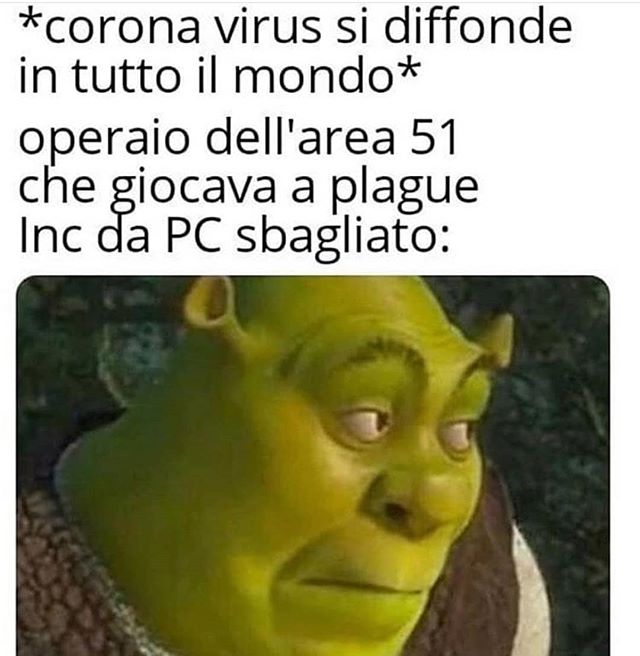 *corona virus si diffonde
in tutto il mondo*
operaio dell'area 51
che giocava a plague
Inc da PC sbagliato: